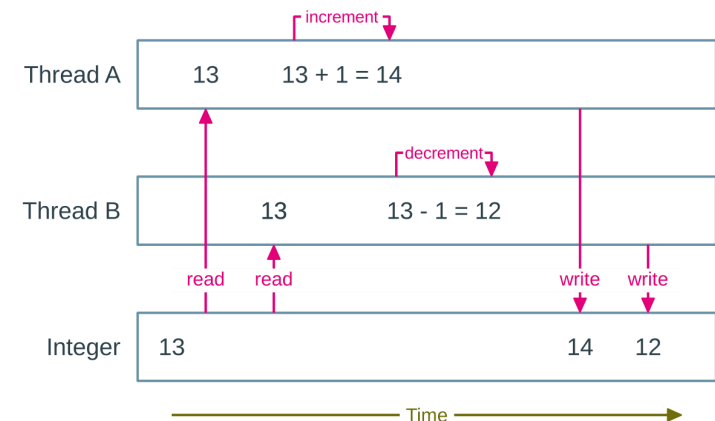 increment
Thread A 13 13 + 1 = 14
decrement
Thread B 13 13 - 1 = 12
read read write write
Integer 13 14 12
Time